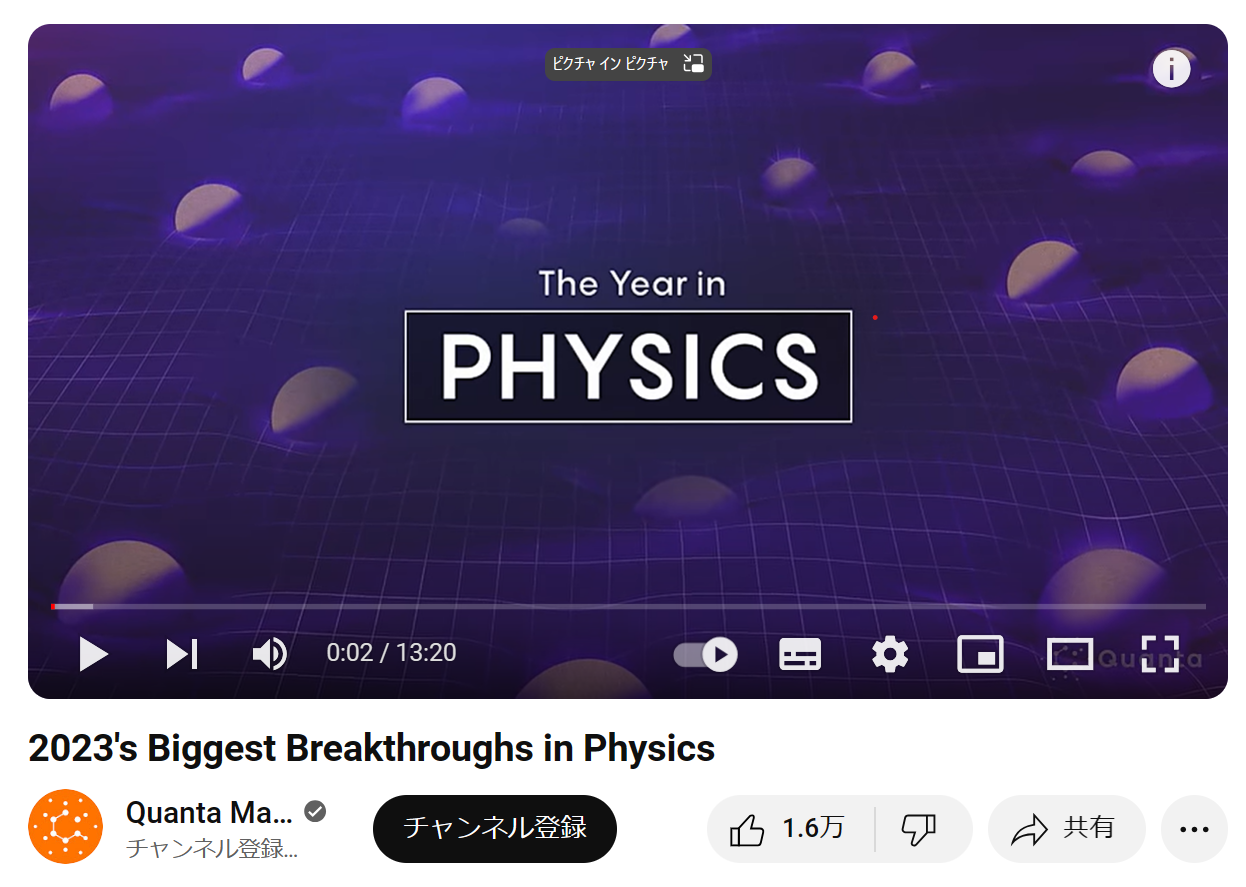 ピクチャ イン ピクチャ
i
The Year in
PHYSICS
0:02 / 13:20
Quanta
2023's Biggest Breakthroughs in Physics
Quanta Ma...
チャンネル登録
1.6万
共有
チャンネル登録...